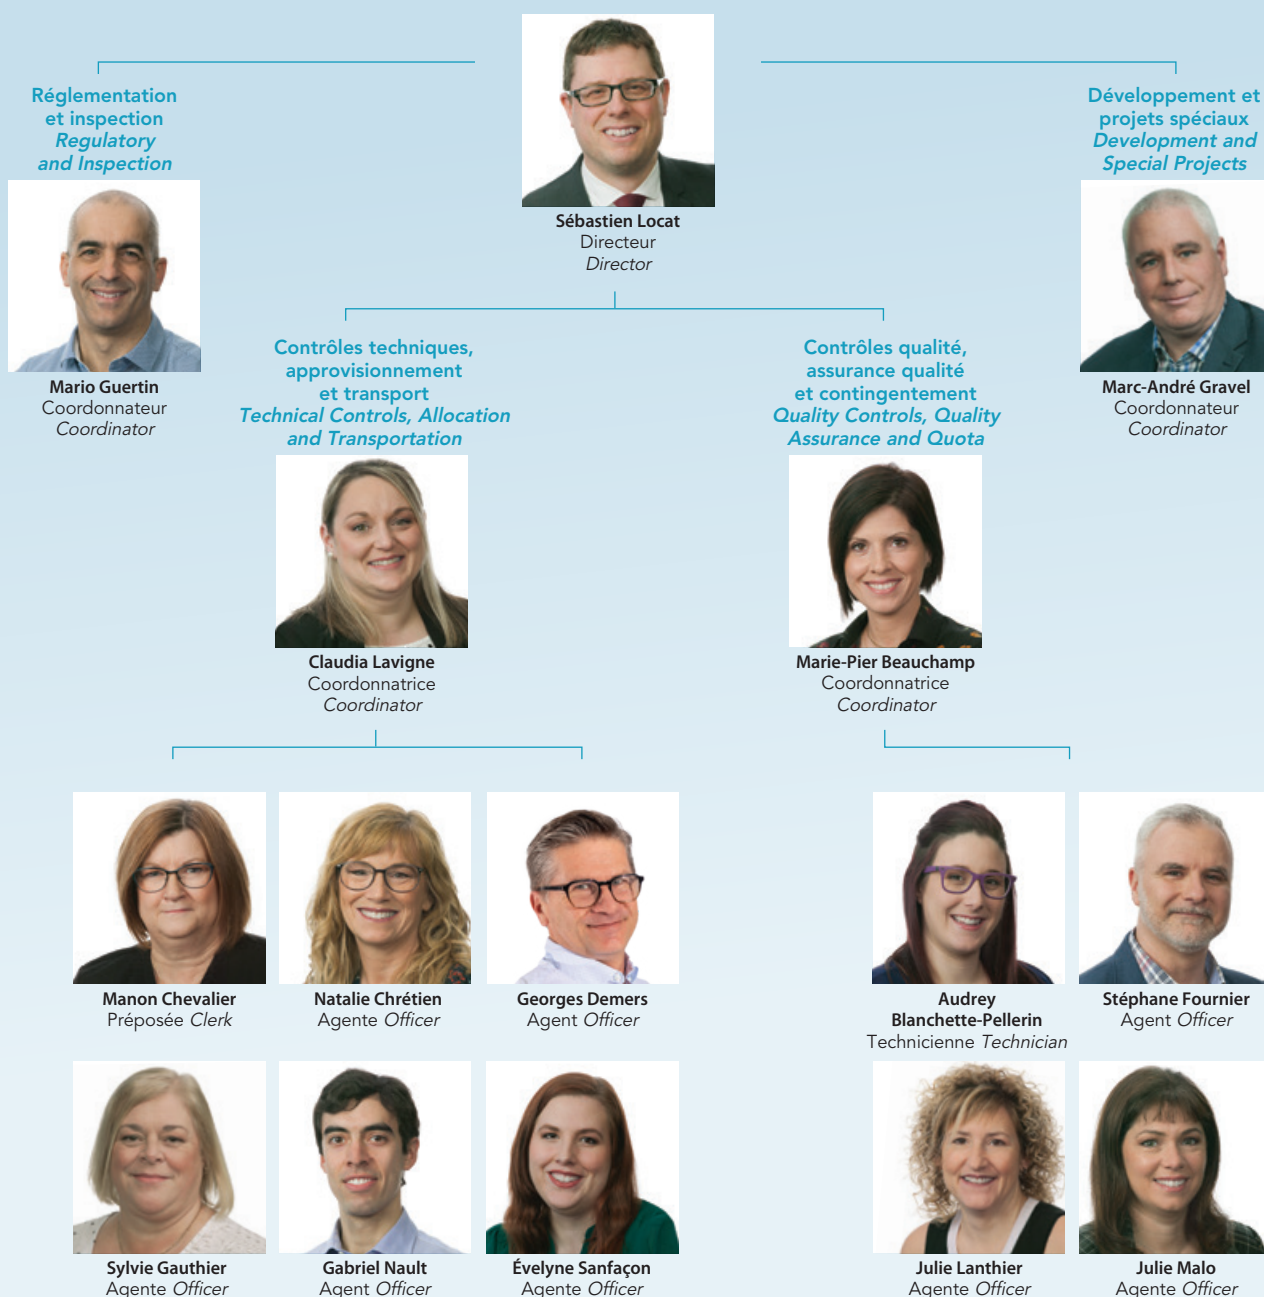 Réglementation
et inspection
Regulatory
and Inspection
Mario Guertin
Coordonnateur
Coordinator
Sébastien Locat
Directeur
Director
Développement et
projets spéciaux
Development and
Special Projects
Marc-André Gravel
Coordonnateur
Coordinator
Contrôles techniques,
approvisionnement
et transport
Technical Controls, Allocation
and Transportation
Claudia Lavigne
Coordonnatrice
Coordinator
Contrôles qualité,
assurance qualité
et contingentement
Quality Controls, Quality
Assurance and Quota
Marie-Pier Beauchamp
Coordonnatrice
Coordinator
Manon Chevalier
Préposée Clerk
Natalie Chrétien
Agente Officer
Georges Demers
Agent Officer
Audrey
Blanchette-Pellerin
Technicienne Technician
Stéphane Fournier
Agent Officer
Sylvie Gauthier
Agente Officer
Gabriel Nault
Agent Officer
Évelyne Sanfaçon
Agente Officer
Julie Lanthier
Agente Officer
Julie Malo
Agente Officer